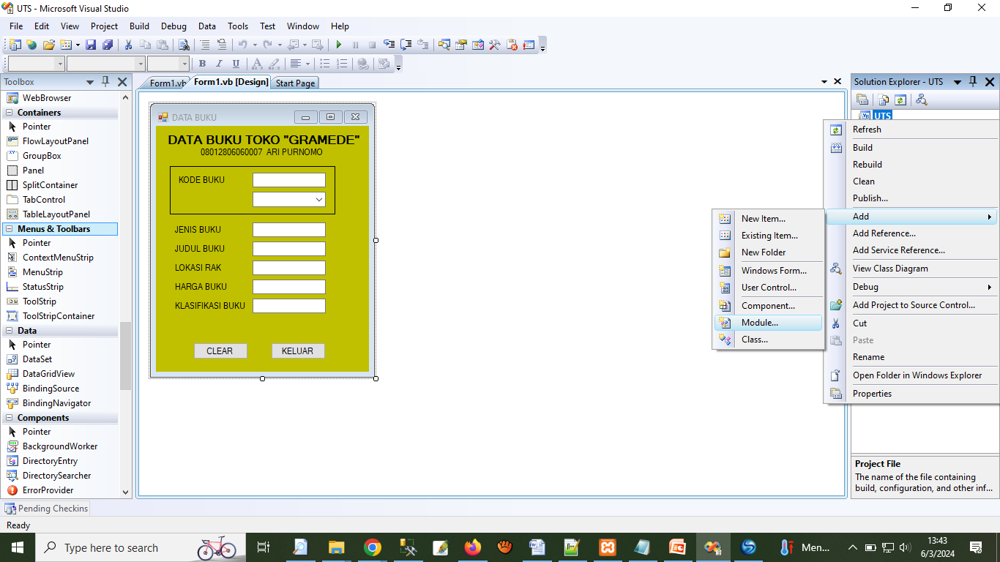 UTS - Microsoft Visual Studio
File Edit View Project Build Debug Data Tools Test Window Help
B I U A
Toolbox
WebBrowser
Containers
Pointer
FlowLayoutPanel
GroupBox
Panel
SplitContainer
TabControl
TableLayoutPanel
Menus & Toolbars
Pointer
ContextMenuStrip
MenuStrip
StatusStrip
ToolStrip
ToolStripContainer
Data
Pointer
DataSet
DataGridView
BindingSource
BindingNavigator
Components
Pointer
BackgroundWorker
DirectoryEntry
DirectorySearcher
ErrorProvider
Pending Checkins
Ready
Form1.vb Form1.vb [Design] Start Page
DATA BUKU
DATA BUKU TOKO "GRAMEDE"
08012806060007 ARI PURNOMO
KODE BUKU
JENIS BUKU
JUDUL BUKU
LOKASI RAK
HARGA BUKU
KLASIFIKASI BUKU
CLEAR KELUAR
New Item...
Existing Item...
New Folder
Windows Form...
User Control...
Component...
Module...
Class...
Solution Explorer - UTS
UTS
Refresh
Build
Rebuild
Clean
Publish...
Add
Add Reference...
Add Service Reference...
View Class Diagram
Debug
Add Project to Source Control...
Cut
Paste
Rename
Open Folder in Windows Explorer
Properties
Project File
The name of the file containing
build, configuration, and other inf...
Type here to search
Men...
13:43
6/3/2024